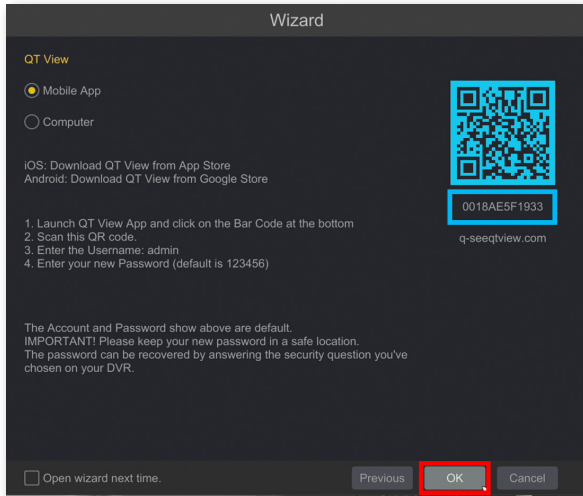 Wizard
QT View
Mobile App
Computer
iOS: Download QT View from App Store
Android: Download QT View from Google Store
0018AE5F1933
q-seeqtview.com
1. Launch QT View App and click on the Bar Code at the bottom
2. Scan this QR code.
3. Enter the Username: admin
4. Enter your new Password (default is 123456)
The Account and Password show above are default.
IMPORTANT! Please keep your new password in a safe location.
The password can be recovered by answering the security question you've
chosen on your DVR.
Open wizard next time.
Previous
OK
Cancel